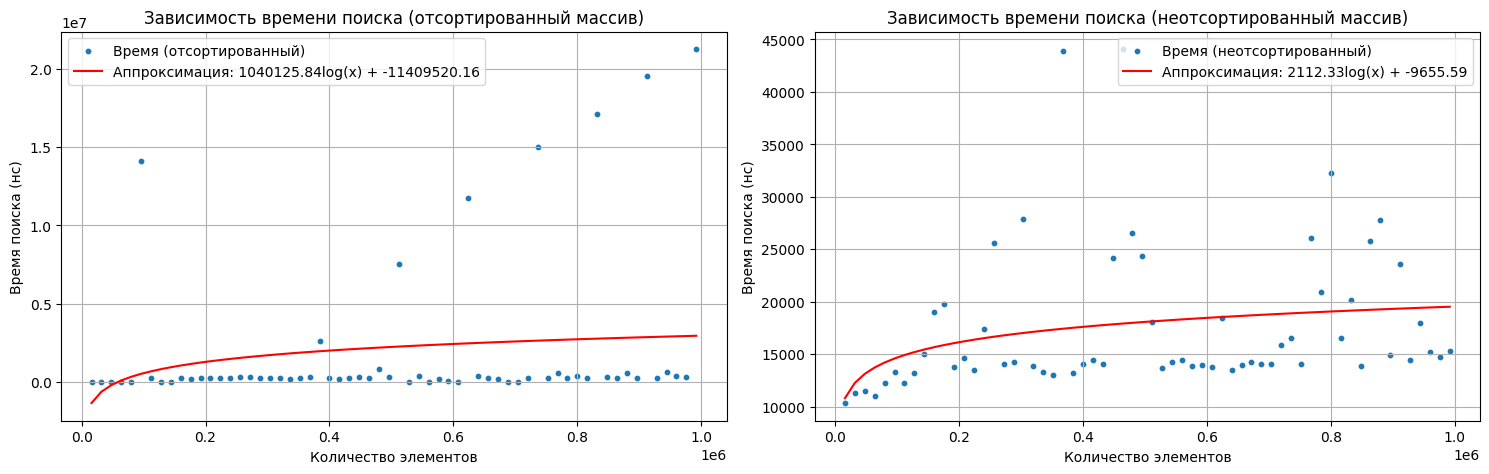 Зависимость времени поиска (отсортированный массив)
1e7
Время (отсортированный)
Аппроксимация: 1040125.84log(x) + -11409520.16
2.0
1.5
1.0
0.5
0.0
Время поиска (нс)
0.0 0.2 0.4 0.6 0.8 1.0
1e6
Количество элементов
Зависимость времени поиска (неотсортированный массив)
Время (неотсортированный)
Аппроксимация: 2112.33log(x) + -9655.59
45000
40000
35000
30000
25000
20000
15000
10000
Время поиска (нс)
0.0 0.2 0.4 0.6 0.8 1.0
1e6
Количество элементов